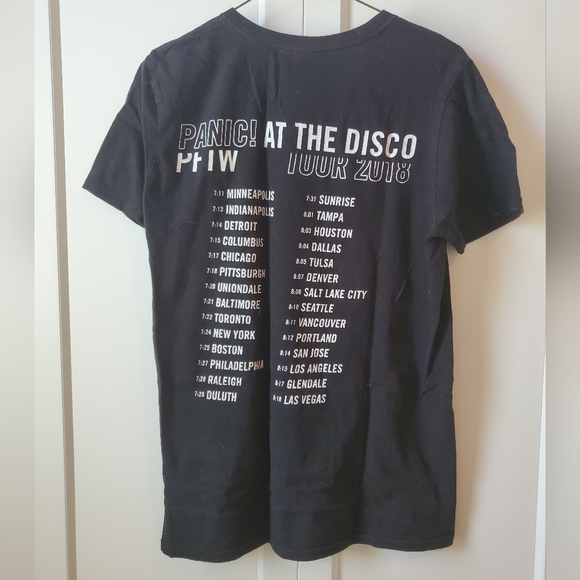 PANIC! AT THE DISCO
PFTW TOUR 2018
7:11 MINNEAPOLIS
7:13 INDIANAPOLIS
7:14 DETROIT
7:15 COLUMBUS
7:17 CHICAGO
7:18 PITTSBURGH
7:20 UNIONDALE
7:21 BALTIMORE
7:22 TORONTO
7:24 NEW YORK
7:25 BOSTON
7:27 PHILADELPHIA
7:28 RALEIGH
7:29 DULUTH
7:31 SUNRISE
8:01 TAMPA
8:03 HOUSTON
8:04 DALLAS
8:05 TULSA
8:07 DENVER
8:08 SALT LAKE CITY
8:10 SEATTLE
8:11 VANCOUVER
8:12 PORTLAND
8:14 SAN JOSE
8:15 LOS ANGELES
8:17 GLENDALE
8:18 LAS VEGAS